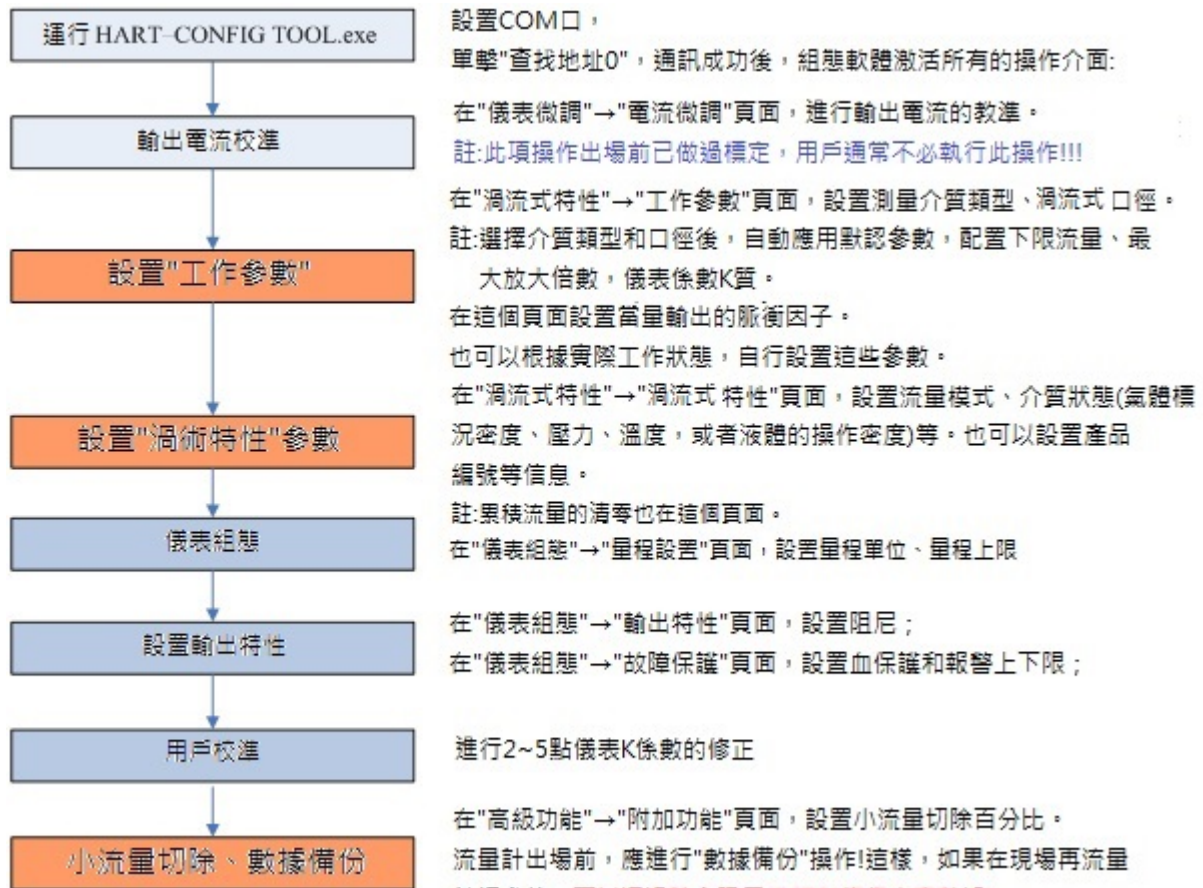 運行 HART–CONFIG TOOL.exe
設置COM口，
單擊"查找地址0"，通訊成功後，組態軟體激活所有的操作介面:
輸出電流校準
在"儀表微調"→"電流微調"頁面，進行輸出電流的教準。
註:此項操作出場前已做過標定，用戶通常不必執行此操作!!!
設置"工作參數"
在"渦流式特性"→"工作參數"頁面，設置測量介質類型、渦流式 口徑。
註:選擇介質類型和口徑後，自動應用默認參數，配置下限流量、最
大放大倍數，儀表係數K質。
在這個頁面設置當量輸出的脈衝因子。
也可以根據實際工作狀態，自行設置這些參數。
設置"渦術特性"參數
在"渦流式特性"→"渦流式 特性"頁面，設置流量模式、介質狀態(氣體標
況密度、壓力、溫度，或者液體的操作密度)等。也可以設置產品
編號等信息。
註:累積流量的清零也在這個頁面。
儀表組態
在"儀表組態"→"量程設置"頁面，設置量程單位、量程上限
設置輸出特性
在"儀表組態"→"輸出特性"頁面，設置阻尼；
在"儀表組態"→"故障保護"頁面，設置血保護和報警上下限；
用戶校準
進行2~5點儀表K係數的修正
小流量切除、數據備份
在"高級功能"→"附加功能"頁面，設置小流量切除百分比。
流量計出場前，應進行"數據備份"操作!這樣，如果在現場再流量